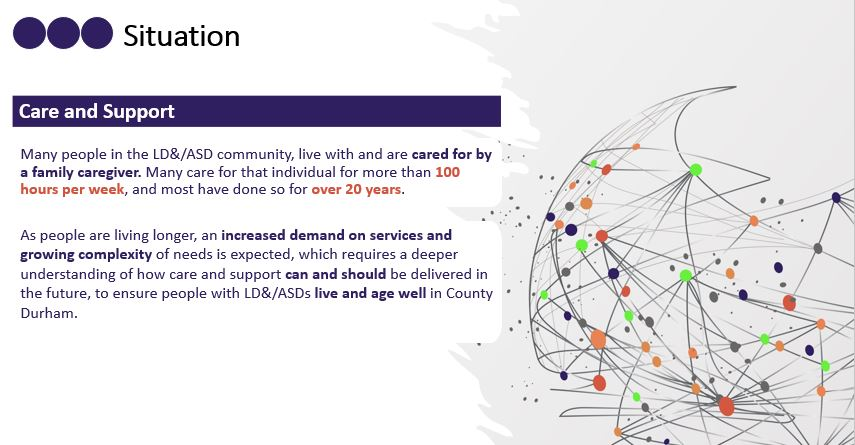 Situation
Care and Support
Many people in the LD&/ASD community, live with and are cared for by
a family caregiver. Many care for that individual for more than 100
hours per week, and most have done so for over 20 years.
As people are living longer, an increased demand on services and
growing complexity of needs is expected, which requires a deeper
understanding of how care and support can and should be delivered in
the future, to ensure people with LD&/ASDs live and age well in County
Durham.